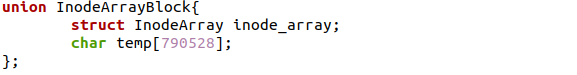 union InodeArrayBlock{
        struct InodeArray inode_array;
        char temp[790528];
};